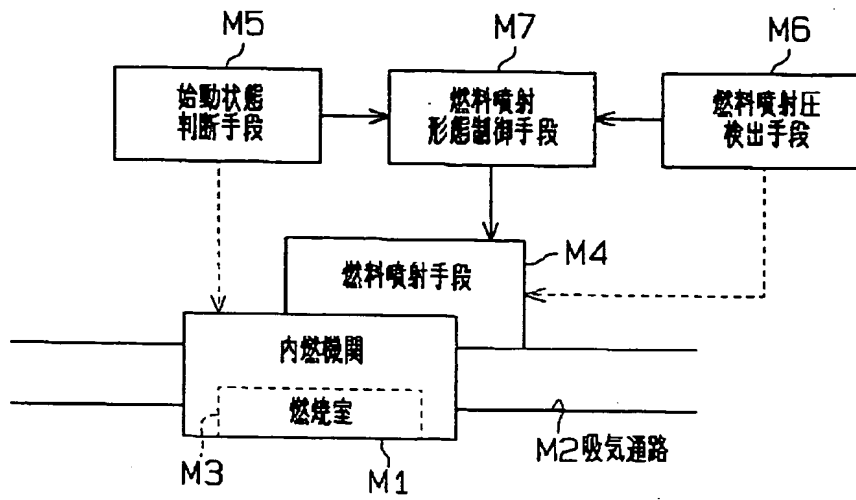 M5
M7
M6
始動状態
判断手段
燃料噴射
形態制御手段
燃料噴射圧
検出手段
燃料噴射手段
M4
内燃機関
燃焼室
M3
M1
M2吸気通路